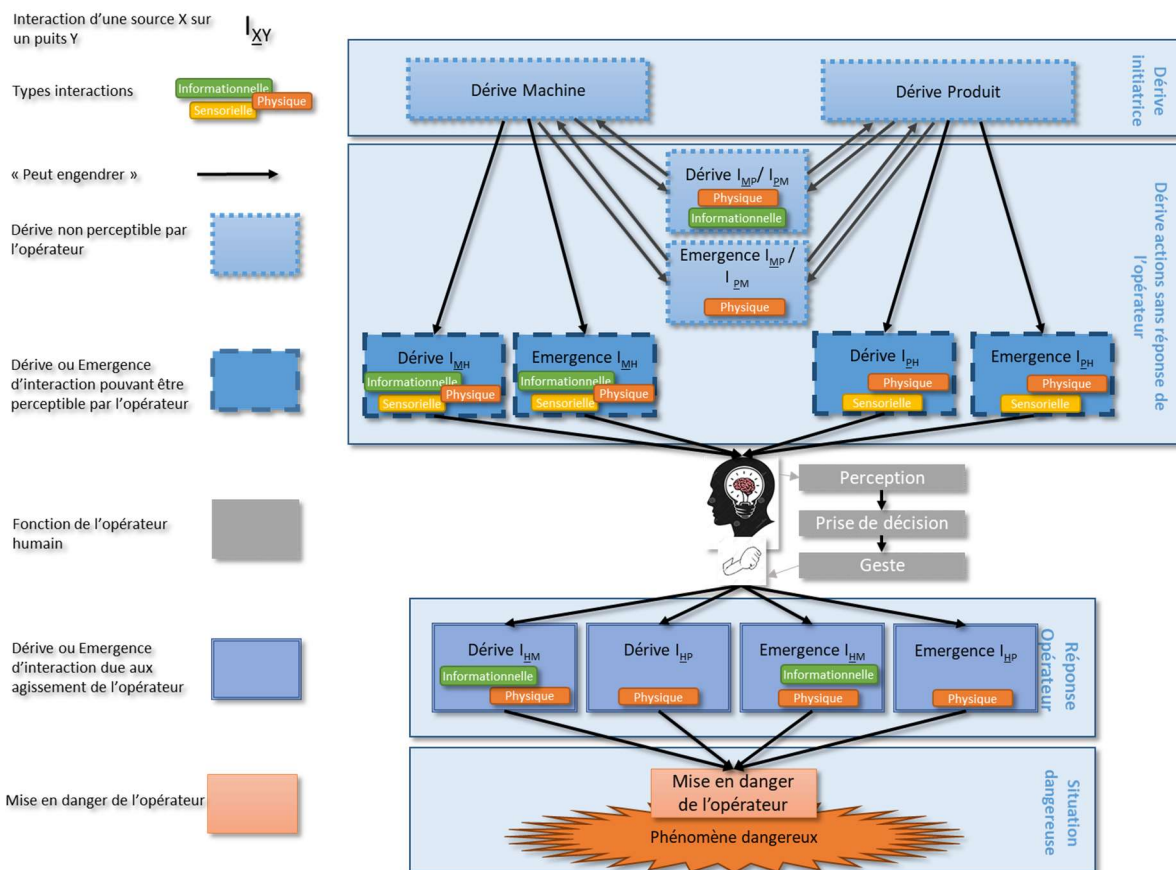 Interaction d'une source X sur
un puits Y
IXY
Types interactions
Informationnelle
Physique
Sensorielle
« Peut engendrer »
Dérive non perceptible par
l'opérateur
Dérive ou Emergence
d'interaction pouvant être
perceptible par l'opérateur
Fonction de l'opérateur
humain
Dérive ou Emergence
d'interaction due aux
agissement de l'opérateur
Mise en danger de l'opérateur
Dérive
initiatrice
Dérive Machine
Dérive Produit
Dérive actions sans réponse de
l'opérateur
Dérive IMP/ IPM
Physique
Informationnelle
Emergence IMP /
I PM
Physique
Dérive IMH
Informationnelle
Physique
Sensorielle
Emergence IMH
Informationnelle
Physique
Sensorielle
Dérive IPH
Physique
Sensorielle
Emergence IPH
Physique
Sensorielle
Perception
Prise de décision
Geste
Réponse
Opérateur
Dérive IHM
Informationnelle
Physique
Dérive IHP
Physique
Emergence IHM
Informationnelle
Physique
Emergence IHP
Physique
Situation
dangereuse
Mise en danger
de l'opérateur
Phénomène dangereux